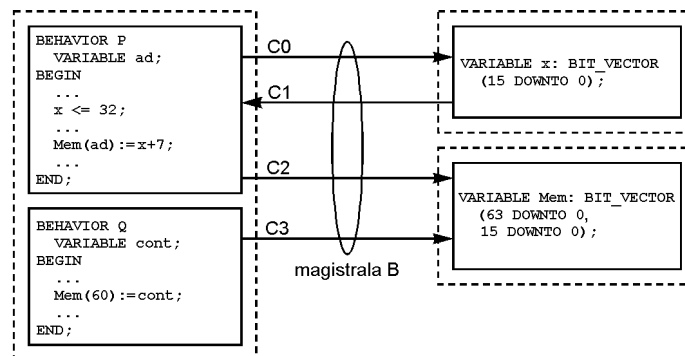 BEHAVIOR P
VARIABLE ad;
BEGIN
...
x <= 32;
...
Mem(ad):=x+7;
...
END;
BEHAVIOR Q
VARIABLE cont;
BEGIN
...
Mem(60):=cont;
...
END;
C0
C1
C2
C3
magistrala B
VARIABLE x: BIT_VECTOR
(15 DOWNTO 0);
VARIABLE Mem: BIT_VECTOR
(63 DOWNTO 0,
15 DOWNTO 0);